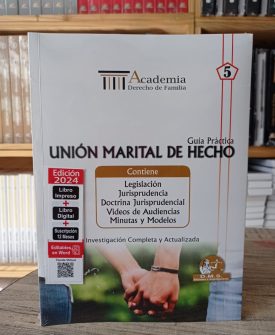 Academia
Derecho de Familia
5
Guía Práctica
UNIÓN MARITAL DE HECHO
Edición
2024
Libro
Impreso
+
Libro
Digital
+
Suscripción
12 Meses
Editables
en Word
Contiene
Legislación
Jurisprudencia
Doctrina Jurisprudencial
Videos de Audiencias
Minutas y Modelos
Investigación Completa y Actualizada
D.M.S.